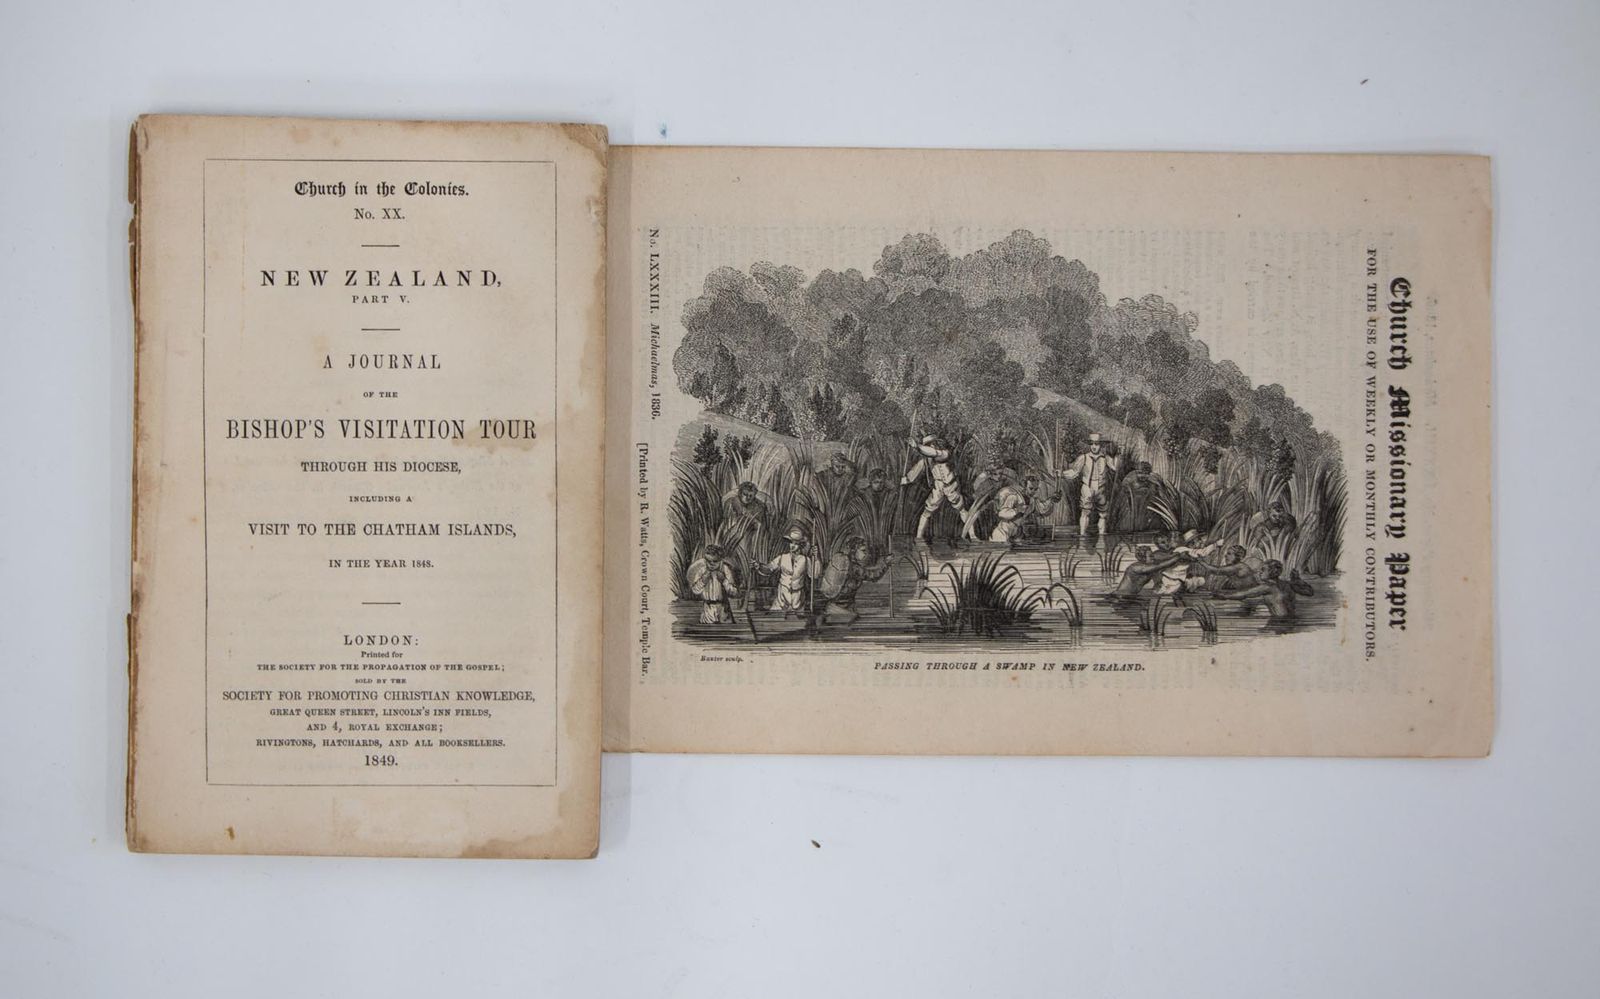 Church in the Colonies.
No. XX.
NEW ZEALAND,
PART V.
A JOURNAL
OF THE
BISHOP'S VISITATION TOUR
THROUGH HIS DIOCESE,
INCLUDING A
VISIT TO THE CHATHAM ISLANDS,
IN THE YEAR 1848.
LONDON:
Printed for
THE SOCIETY FOR THE PROPAGATION OF THE GOSPEL;
SOLD BY THE
SOCIETY FOR PROMOTING CHRISTIAN KNOWLEDGE,
GREAT QUEEN STREET, LINCOLN'S INN FIELDS,
AND 4, ROYAL EXCHANGE;
RIVINGTONS, HATCHARDS, AND ALL BOOKSELLERS.
1849.
Church Missionary Paper
FOR THE USE OF WEEKLY OR MONTHLY CONTRIBUTORS.
No. LXXXIII. Michaelmas, 1836.
[Printed by R. Watts, Crown Court, Temple Bar.
Baxter sculp.
PASSING THROUGH A SWAMP IN NEW ZEALAND.